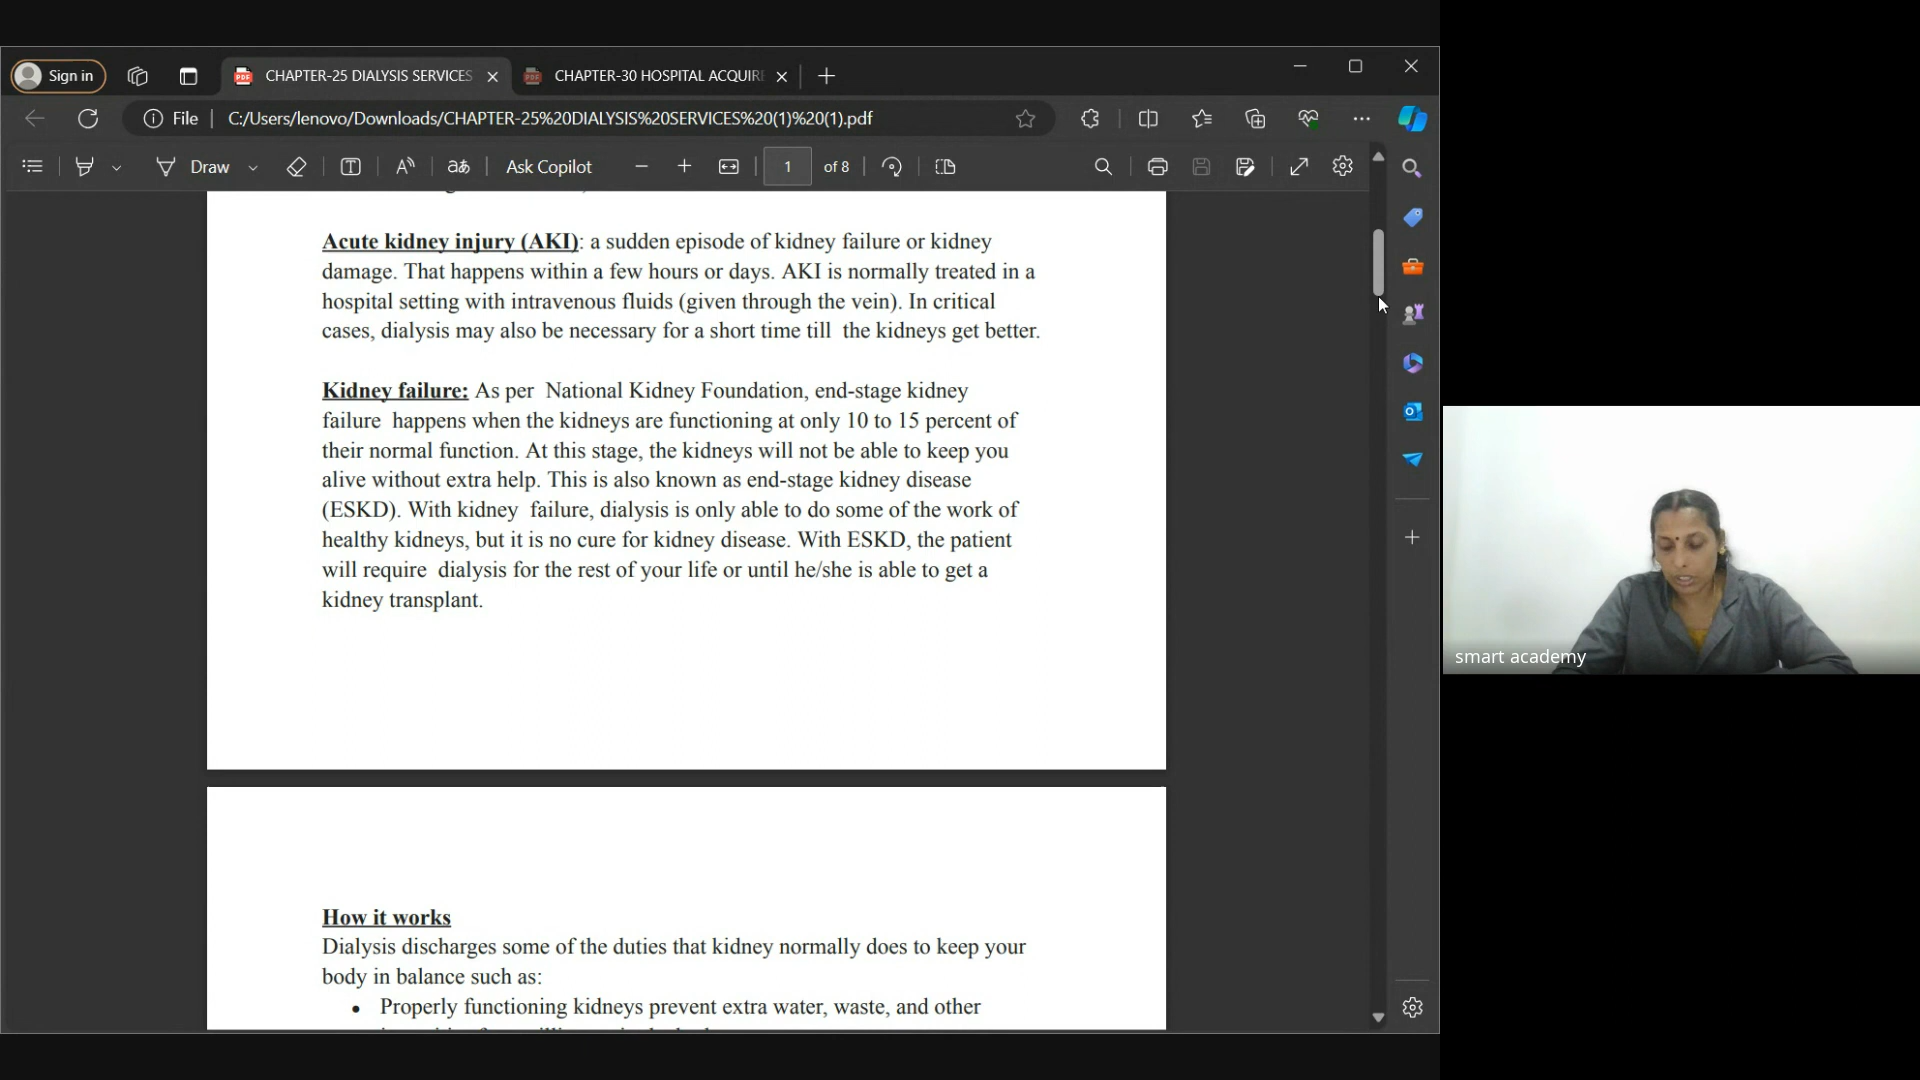 Sign in
CHAPTER-25 DIALYSIS SERVICES
CHAPTER-30 HOSPITAL ACQUIR
File
C:/Users/lenovo/Downloads/CHAPTER-25%20DIALYSIS%20SERVICES%20(1)%20(1).pdf
Draw
Ask Copilot
1
of 8
Acute kidney injury (AKI): a sudden episode of kidney failure or kidney
damage. That happens within a few hours or days. AKI is normally treated in a
hospital setting with intravenous fluids (given through the vein). In critical
cases, dialysis may also be necessary for a short time till the kidneys get better.
Kidney failure: As per National Kidney Foundation, end-stage kidney
failure happens when the kidneys are functioning at only 10 to 15 percent of
their normal function. At this stage, the kidneys will not be able to keep you
alive without extra help. This is also known as end-stage kidney disease
(ESKD). With kidney failure, dialysis is only able to do some of the work of
healthy kidneys, but it is no cure for kidney disease. With ESKD, the patient
will require dialysis for the rest of your life or until he/she is able to get a
kidney transplant.
How it works
Dialysis discharges some of the duties that kidney normally does to keep your
body in balance such as:
• Properly functioning kidneys prevent extra water, waste, and other
smart academy